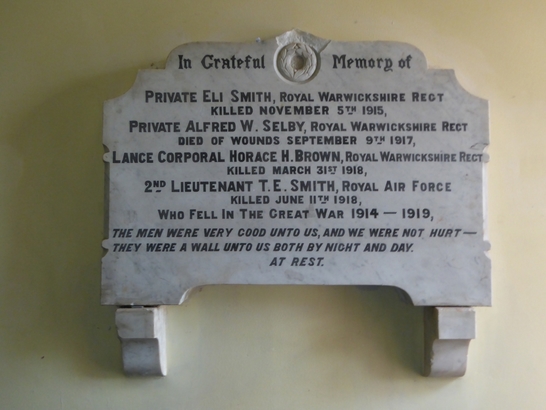 In Grateful Memory of
PRIVATE ELI SMITH, ROYAL WARWICKSHIRE REGT
KILLED NOVEMBER 5TH 1915,
PRIVATE ALFRED W. SELBY, ROYAL WARWICKSHIRE RECT
DIED OF WOUNDS SEPTEMBER 9TH 1917,
LANCE CORPORAL HORACE H. BROWN, ROYAL WARWICKSHIRE REGT
KILLED MARCH 31ST 1918,
2ND LIEUTENANT T.E. SMITH, ROYAL AIR FORCE
KILLED JUNE 11TH 1918,
WHO FELL IN THE GREAT WAR 1914 — 1919,
THE MEN WERE VERY GOOD UNTO US, AND WE WERE NOT HURT —
THEY WERE A WALL UNTO US BOTH BY NIGHT AND DAY.
AT REST.